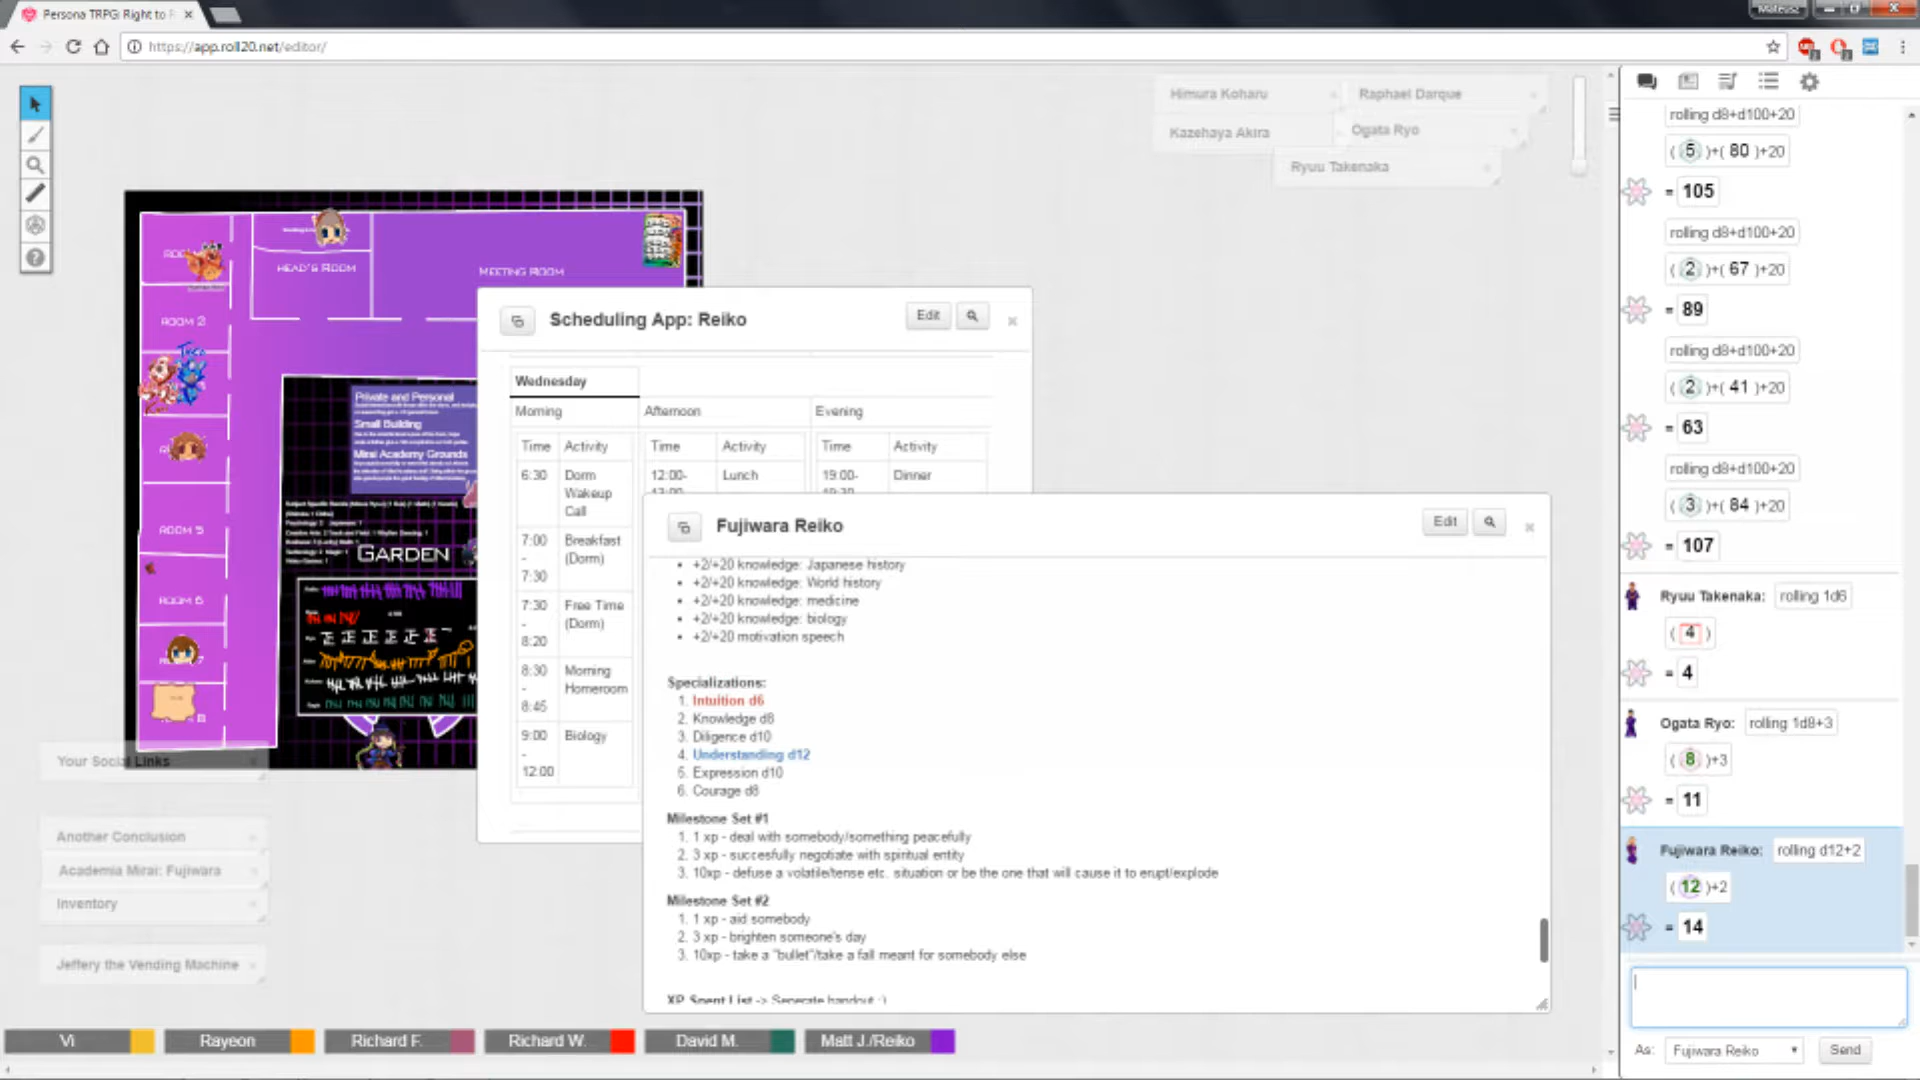 Persona TRPG: Right to R
Mateusz
https://app.roll20.net/editor/
Himura Koharu
Raphael Darque
Kazehaya Akira
Ogata Ryo
Ryuu Takenaka
HEAD'S ROOM
MEETING ROOM
ROOM 2
ROOM 5
ROOM 6
Private and Personal
Small Building
Mirai Academy Grounds
GARDEN
Your Social Links
Another Conclusion
Academia Mirai: Fujiwara
Inventory
Jeffery the Vending Machine
Scheduling App: Reiko
Edit
Wednesday
Morning
Afternoon
Evening
Time Activity
Time Activity
Time Activity
6:30 Dorm Wakeup Call
12:00- Lunch
19:00- Dinner
7:00 - 7:30 Breakfast (Dorm)
7:30 - 8:20 Free Time (Dorm)
8:30 - 8:45 Morning Homeroom
9:00 - 12:00 Biology
Fujiwara Reiko
Edit
+2/+20 knowledge: Japanese history
+2/+20 knowledge: World history
+2/+20 knowledge: medicine
+2/+20 knowledge: biology
+2/+20 motivation speech
Specializations:
1. Intuition d6
2. Knowledge d8
3. Diligence d10
4. Understanding d12
5. Expression d10
6. Courage d8
Milestone Set #1
1. 1 xp - deal with somebody/something peacefully
2. 3 xp - succesfully negotiate with spiritual entity
3. 10xp - defuse a volatile/tense etc. situation or be the one that will cause it to erupt/explode
Milestone Set #2
1. 1 xp - aid somebody
2. 3 xp - brighten someone's day
3. 10xp - take a "bullet"/take a fall meant for somebody else
XP Spent List -> Seperate handout :)
Vi
Rayeon
Richard F.
Richard W.
David M.
Matt J./Reiko
rolling d8+d100+20
(5)+(80)+20
= 105
rolling d8+d100+20
(2)+(67)+20
= 89
rolling d8+d100+20
(2)+(41)+20
= 63
rolling d8+d100+20
(3)+(84)+20
= 107
Ryuu Takenaka: rolling 1d6
(4)
= 4
Ogata Ryo: rolling 1d8+3
(8)+3
= 11
Fujiwara Reiko: rolling d12+2
(12)+2
= 14
As: Fujiwara Reiko
Send